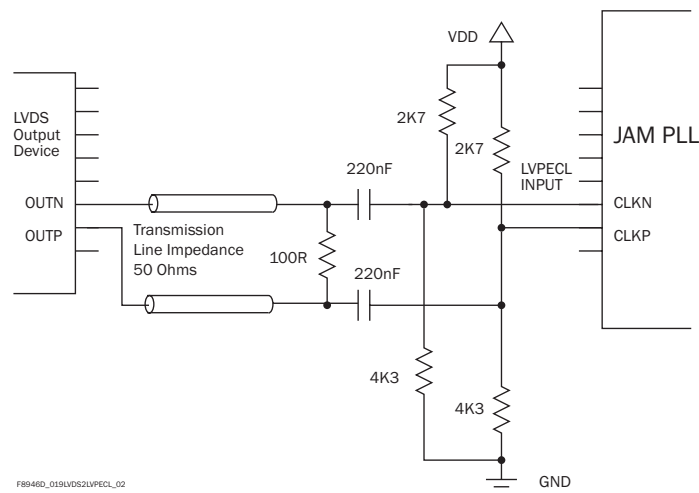 VDD
LVDS
Output
Device
2K7
2K7
JAM PLL
220nF
LVPECL
INPUT
OUTN
CLKN
OUTP
CLKP
Transmission
Line Impedance
50 Ohms
100R
220nF
4K3
4K3
GND
F8946D_019LVDS2LVPECL_02